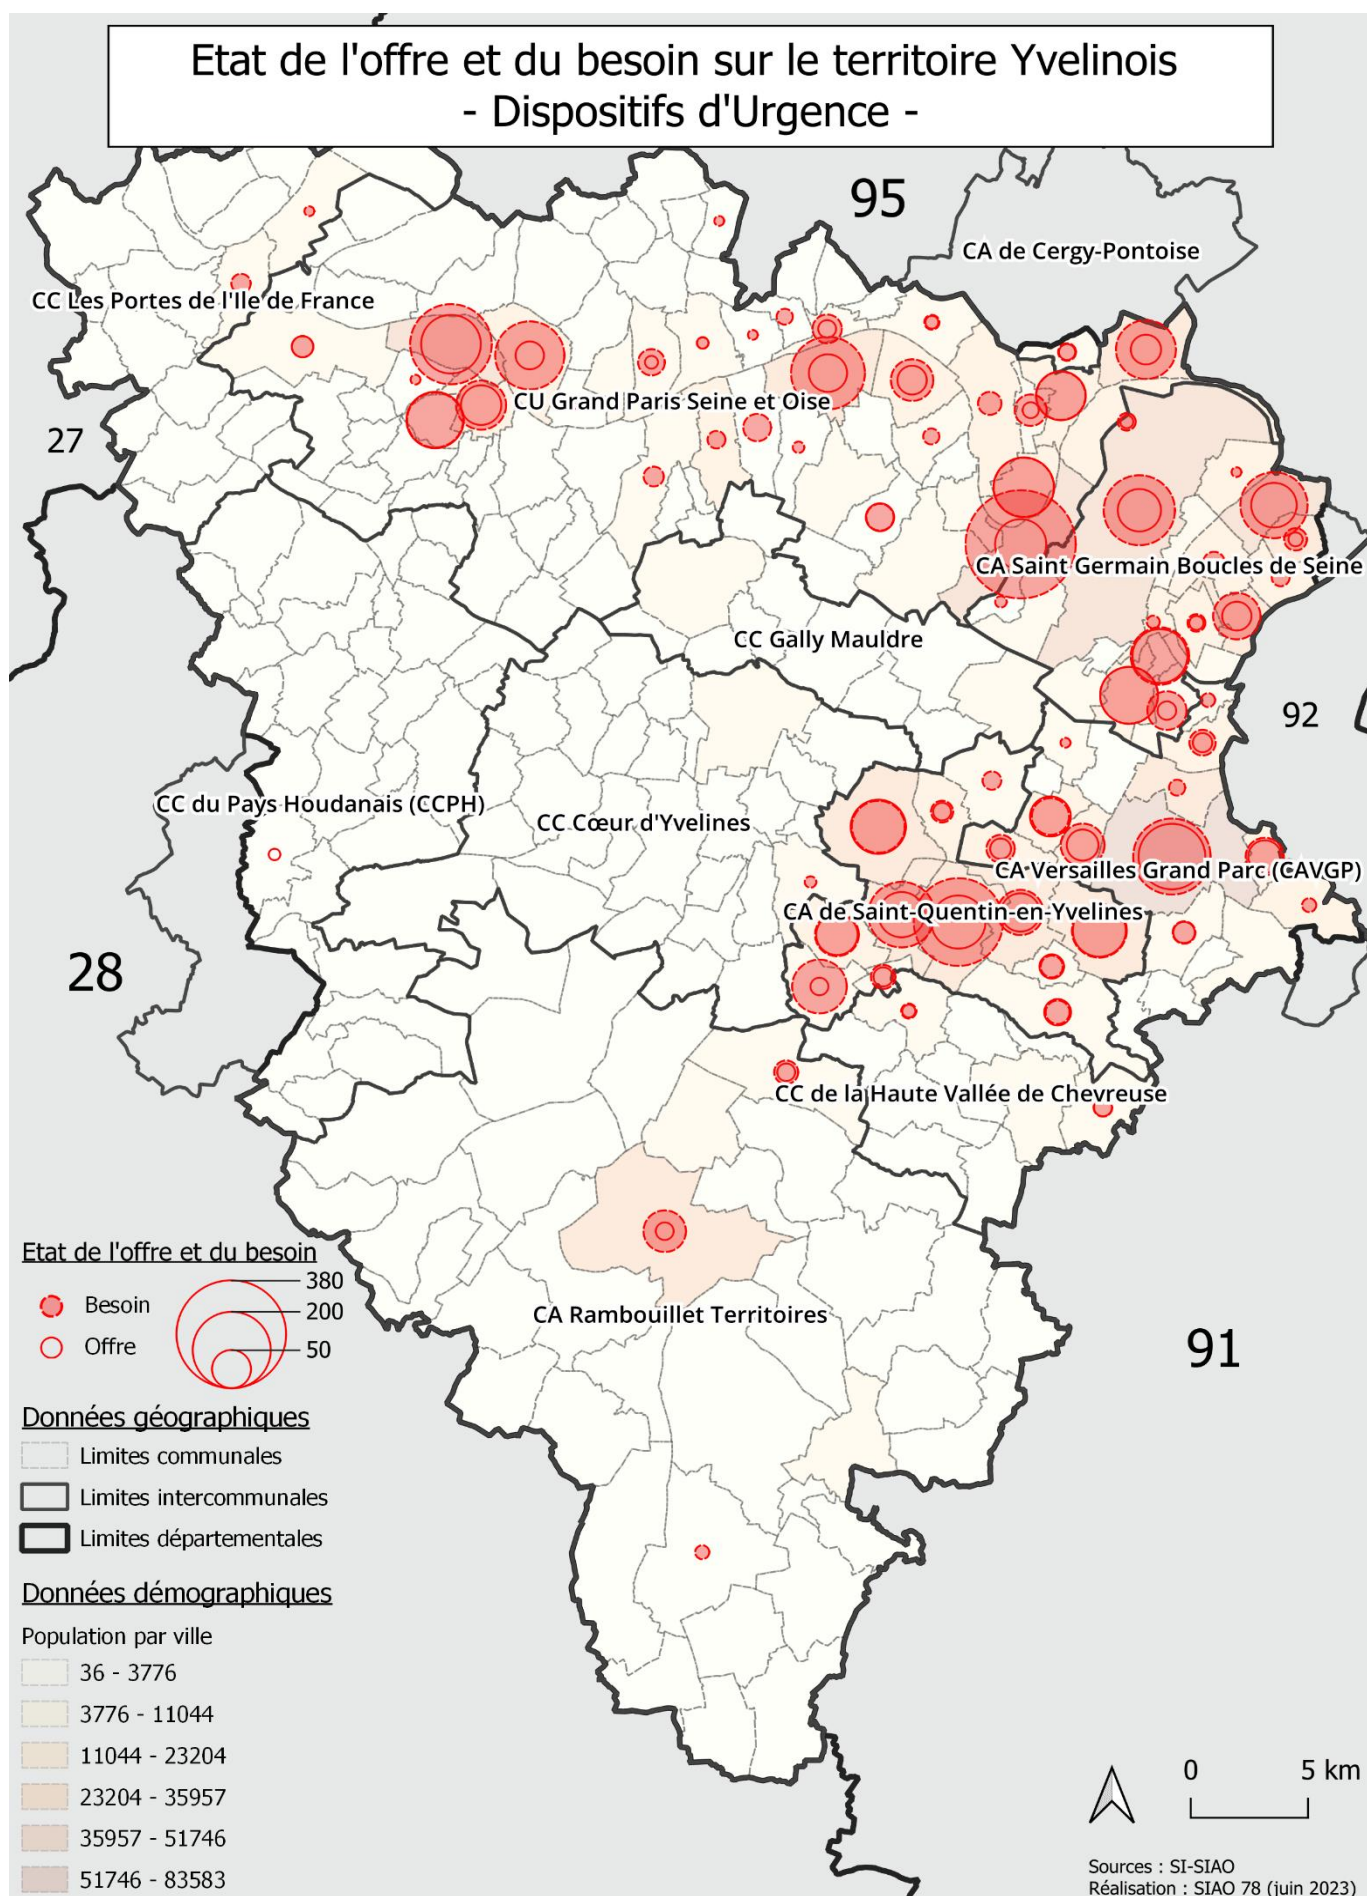 Etat de l'offre et du besoin sur le territoire Yvelinois
- Dispositifs d'Urgence -
95
CA de Cergy-Pontoise
CC Les Portes de l'Ile de France
CU Grand Paris Seine et Oise
27
CA Saint Germain Boucles de Seine
CC Gally Mauldre
92
CC du Pays Houdanais (CCPH)
CC Cœur d'Yvelines
CA Versailles Grand Parc (CAVGP)
CA de Saint-Quentin-en-Yvelines
28
CC de la Haute Vallée de Chevreuse
CA Rambouillet Territoires
91
Etat de l'offre et du besoin
380
Besoin
200
Offre
50
Données géographiques
Limites communales
Limites intercommunales
Limites départementales
Données démographiques
Population par ville
36 - 3776
3776 - 11044
11044 - 23204
23204 - 35957
35957 - 51746
51746 - 83583
0 5 km
Sources : SI-SIAO
Réalisation : SIAO 78 (juin 2023)